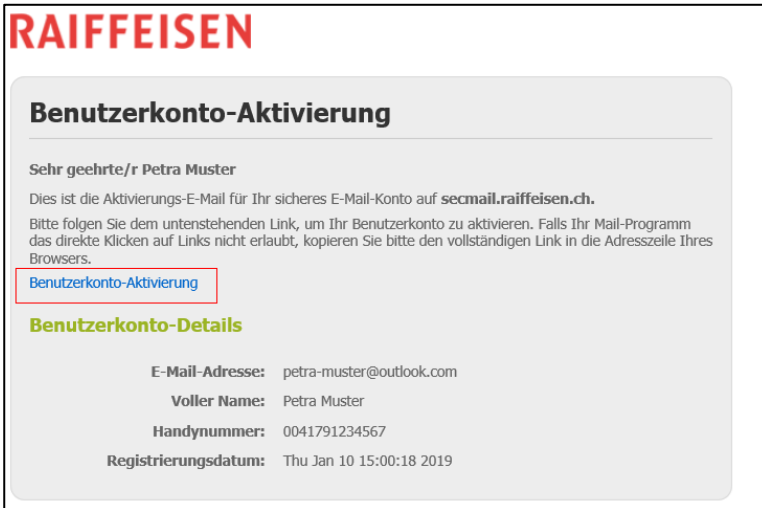 RAIFFEISEN
Benutzerkonto-Aktivierung
Sehr geehrte/r Petra Muster
Dies ist die Aktivierungs-E-Mail für Ihr sicheres E-Mail-Konto auf secmail.raiffeisen.ch.
Bitte folgen Sie dem untenstehenden Link, um Ihr Benutzerkonto zu aktivieren. Falls Ihr Mail-Programm
das direkte Klicken auf Links nicht erlaubt, kopieren Sie bitte den vollständigen Link in die Adresszeile Ihres
Browsers.
Benutzerkonto-Aktivierung
Benutzerkonto-Details
E-Mail-Adresse: petra-muster@outlook.com
Voller Name: Petra Muster
Handynummer: 0041791234567
Registrierungsdatum: Thu Jan 10 15:00:18 2019